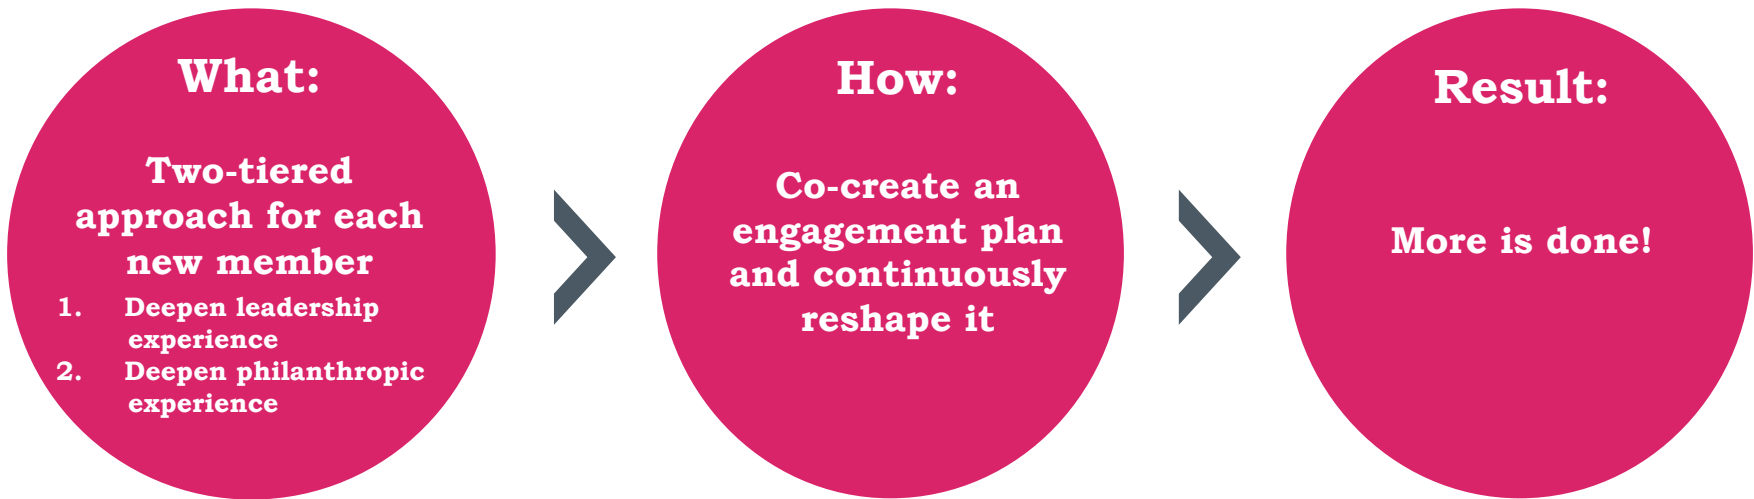 What:
Two-tiered
approach for each
new member
1. Deepen leadership
experience
2. Deepen philanthropic
experience
How:
Co-create an
engagement plan
and continuously
reshape it
Result:
More is done!